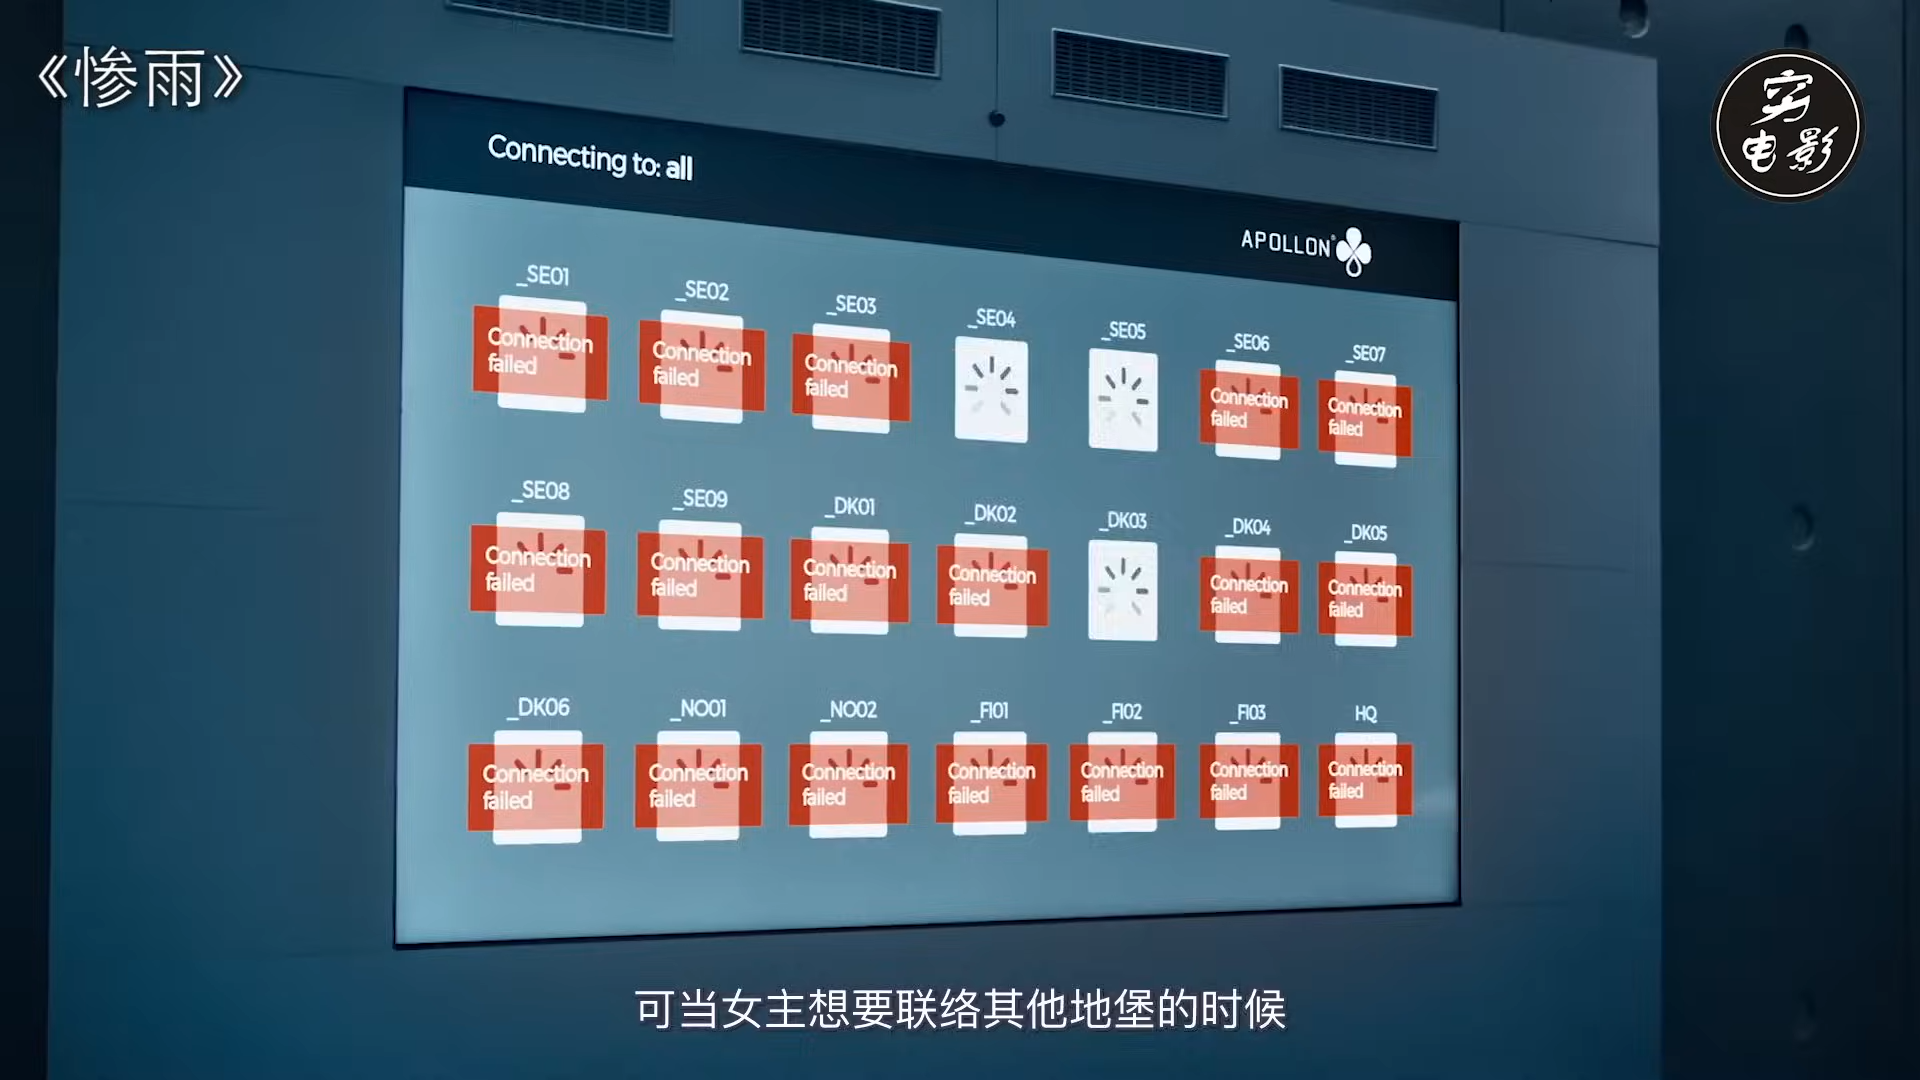 《惨雨》
穷
电影
Connecting to: all
APOLLON
_SE01
_SE02
_SE03
_SE04
_SE05
_SE06
_SE07
Connection
failed
Connection
failed
Connection
failed
Connection
failed
Connection
failed
_SE08
_SE09
_DK01
_DK02
_DK03
_DK04
_DK05
Connection
failed
Connection
failed
Connection
failed
Connection
failed
Connection
failed
Connection
failed
_DK06
_NO01
_NO02
_FI01
_FI02
_FI03
HQ
Connection
failed
Connection
failed
Connection
failed
Connection
failed
Connection
failed
Connection
failed
Connection
failed
可当女主想要联络其他地堡的时候